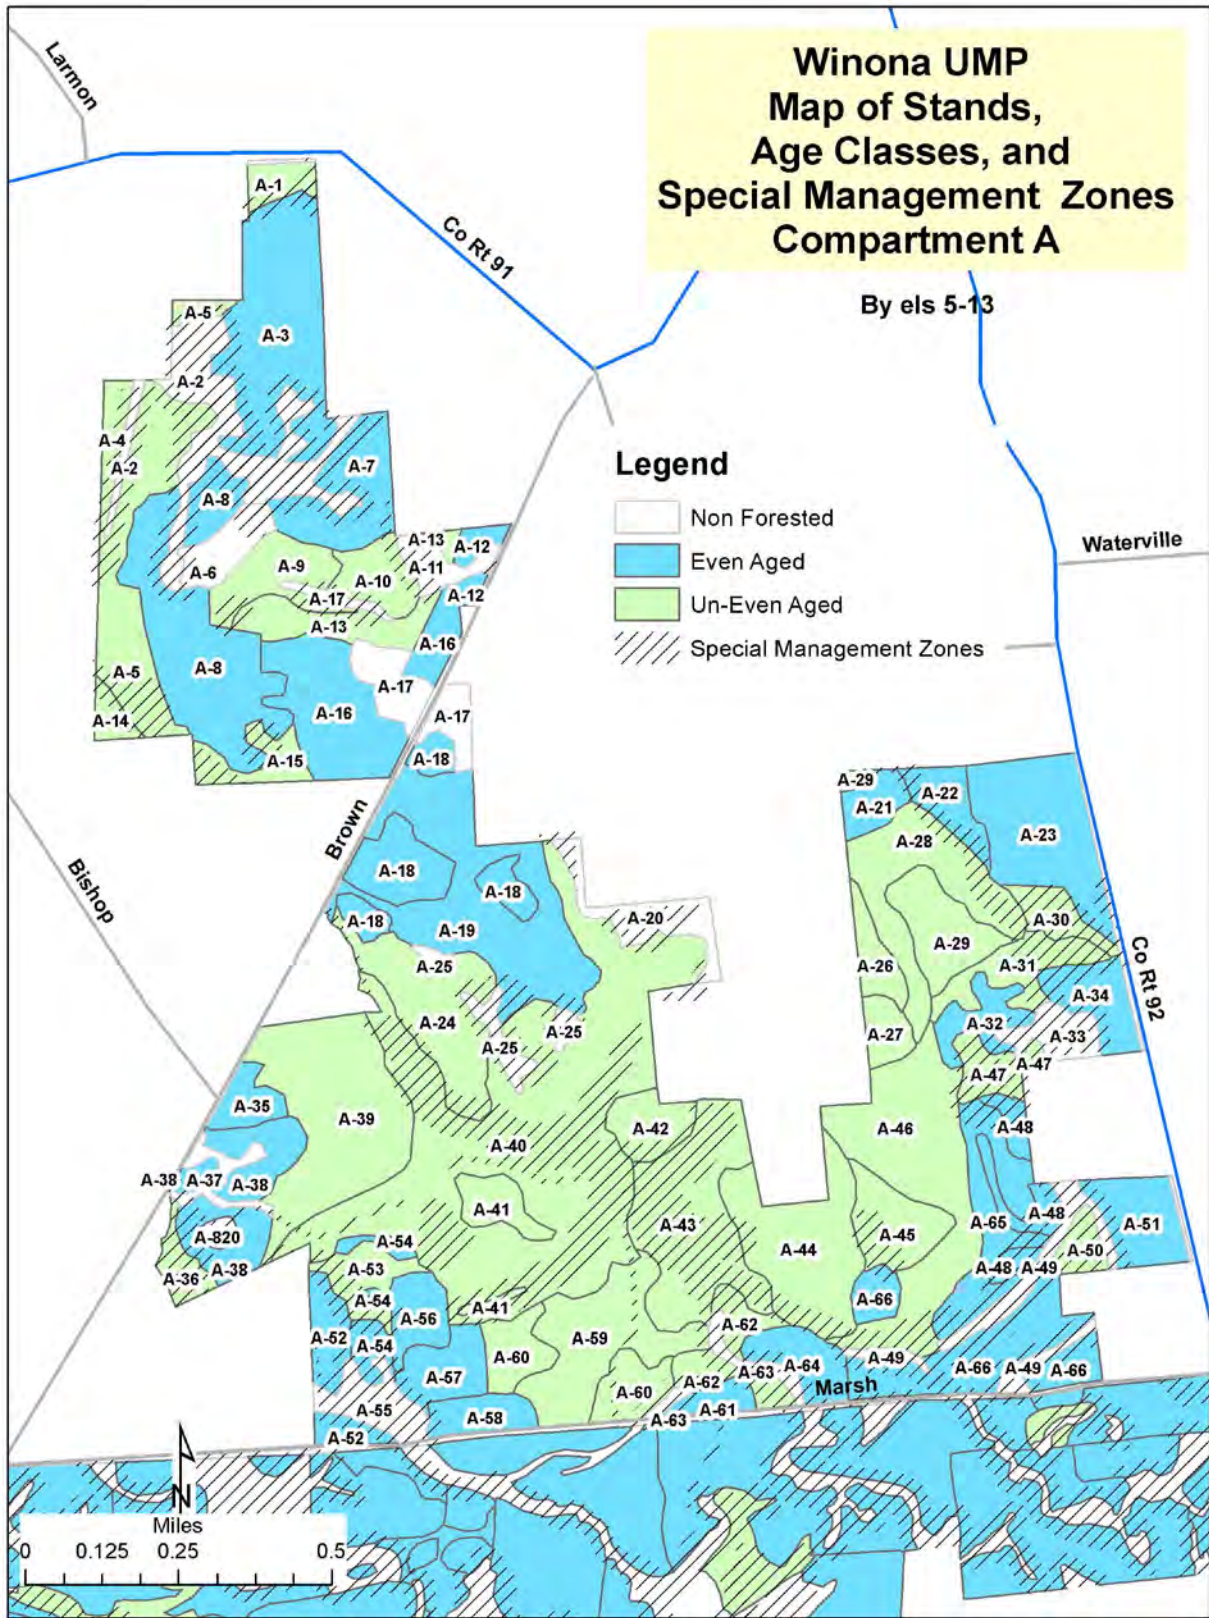 Winona UMP
Map of Stands,
Age Classes, and
Special Management Zones
Compartment A
By els 5-13
Larmon
Co Rt 91
A-1
A-5
A-3
A-2
A-4
A-2
A-7
A-8
A-13
A-12
A-6
A-9
A-10
A-11
A-17
A-12
A-13
A-16
A-5
A-8
A-17
A-14
A-16
A-17
A-15
A-18
Legend
Non Forested
Even Aged
Un-Even Aged
Special Management Zones
Waterville
Brown
Bishop
A-29
A-22
A-21
A-23
A-28
A-18
A-18
A-18
A-19
A-20
A-30
A-25
A-29
A-26
A-31
Co Rt 92
A-34
A-24
A-25
A-25
A-27
A-32
A-33
A-47
A-47
A-35
A-39
A-40
A-42
A-46
A-48
A-38
A-37
A-38
A-41
A-43
A-44
A-45
A-65
A-48
A-51
A-50
A-820
A-36
A-38
A-54
A-53
A-54
A-48
A-49
A-66
A-41
A-56
A-52
A-54
A-59
A-62
A-60
A-57
A-60
A-62
A-63
A-64
A-49
A-66
A-49
A-66
Marsh
A-55
A-58
A-61
A-63
A-52
N
Miles
0 0.125 0.25 0.5